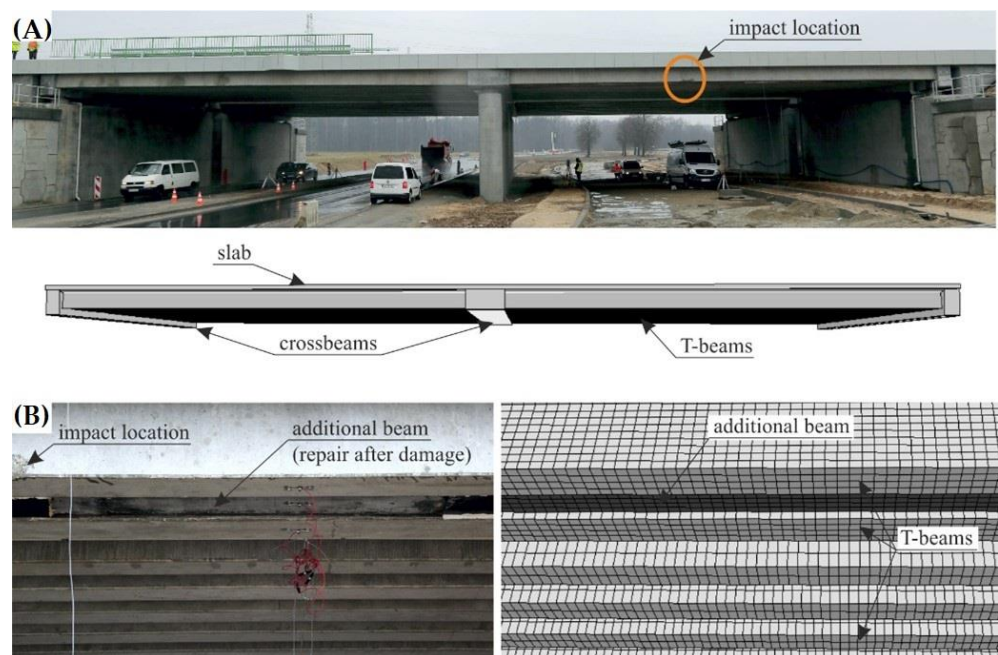 (A)
impact location
slab
crossbeams
T-beams
(B)
impact location
additional beam
(repair after damage)
additional beam
T-beams